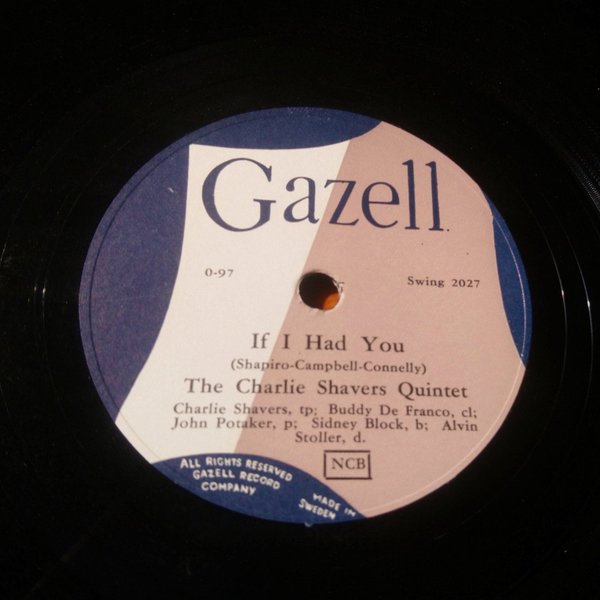 Gazell.
0-97
Swing 2027
If I Had You
(Shapiro-Campbell-Connelly)
The Charlie Shavers Quintet
Charlie Shavers, tp; Buddy De Franco, cl;
John Potaker, p; Sidney Block, b; Alvin
Stoller, d.
NCB
ALL RIGHTS RESERVED
GAZELL RECORD
COMPANY
MADE IN
SWEDEN